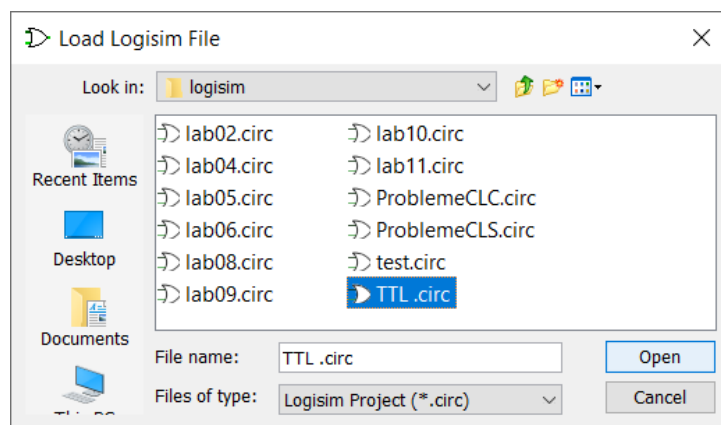 Load Logisim File
Look in: logisim
Recent Items
Desktop
Documents
This PC
lab02.circ
lab04.circ
lab05.circ
lab06.circ
lab08.circ
lab09.circ
lab10.circ
lab11.circ
ProblemeCLC.circ
ProblemeCLS.circ
test.circ
TTL .circ
File name: TTL .circ
Open
Files of type: Logisim Project (*.circ)
Cancel